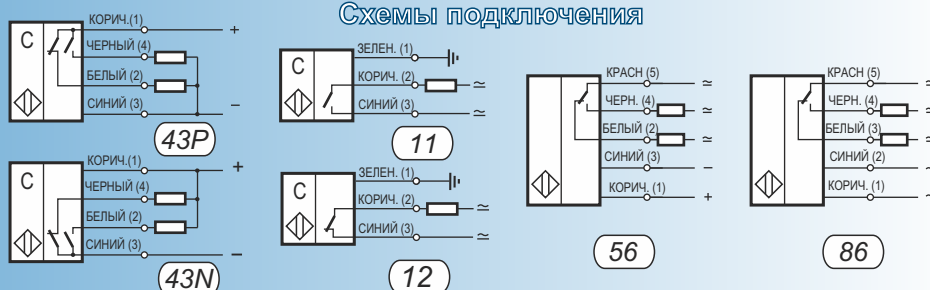 Схемы подключения
С
КОРИЧ.(1)
+
ЧЕРНЫЙ (4)
БЕЛЫЙ (2)
СИНИЙ (3)
–
43P
С
КОРИЧ.(1)
+
ЧЕРНЫЙ (4)
БЕЛЫЙ (2)
СИНИЙ (3)
–
43N
С
ЗЕЛЕН. (1)
КОРИЧ. (2)
≃
СИНИЙ (3)
≃
11
С
ЗЕЛЕН. (1)
КОРИЧ. (2)
≃
СИНИЙ (3)
≃
12
КРАСН (5)
≃
ЧЕРН. (4)
≃
БЕЛЫЙ (2)
≃
СИНИЙ (3)
–
КОРИЧ. (1)
+
56
КРАСН (5)
≃
ЧЕРН. (4)
≃
БЕЛЫЙ (3)
≃
СИНИЙ (2)
~
КОРИЧ. (1)
~
86